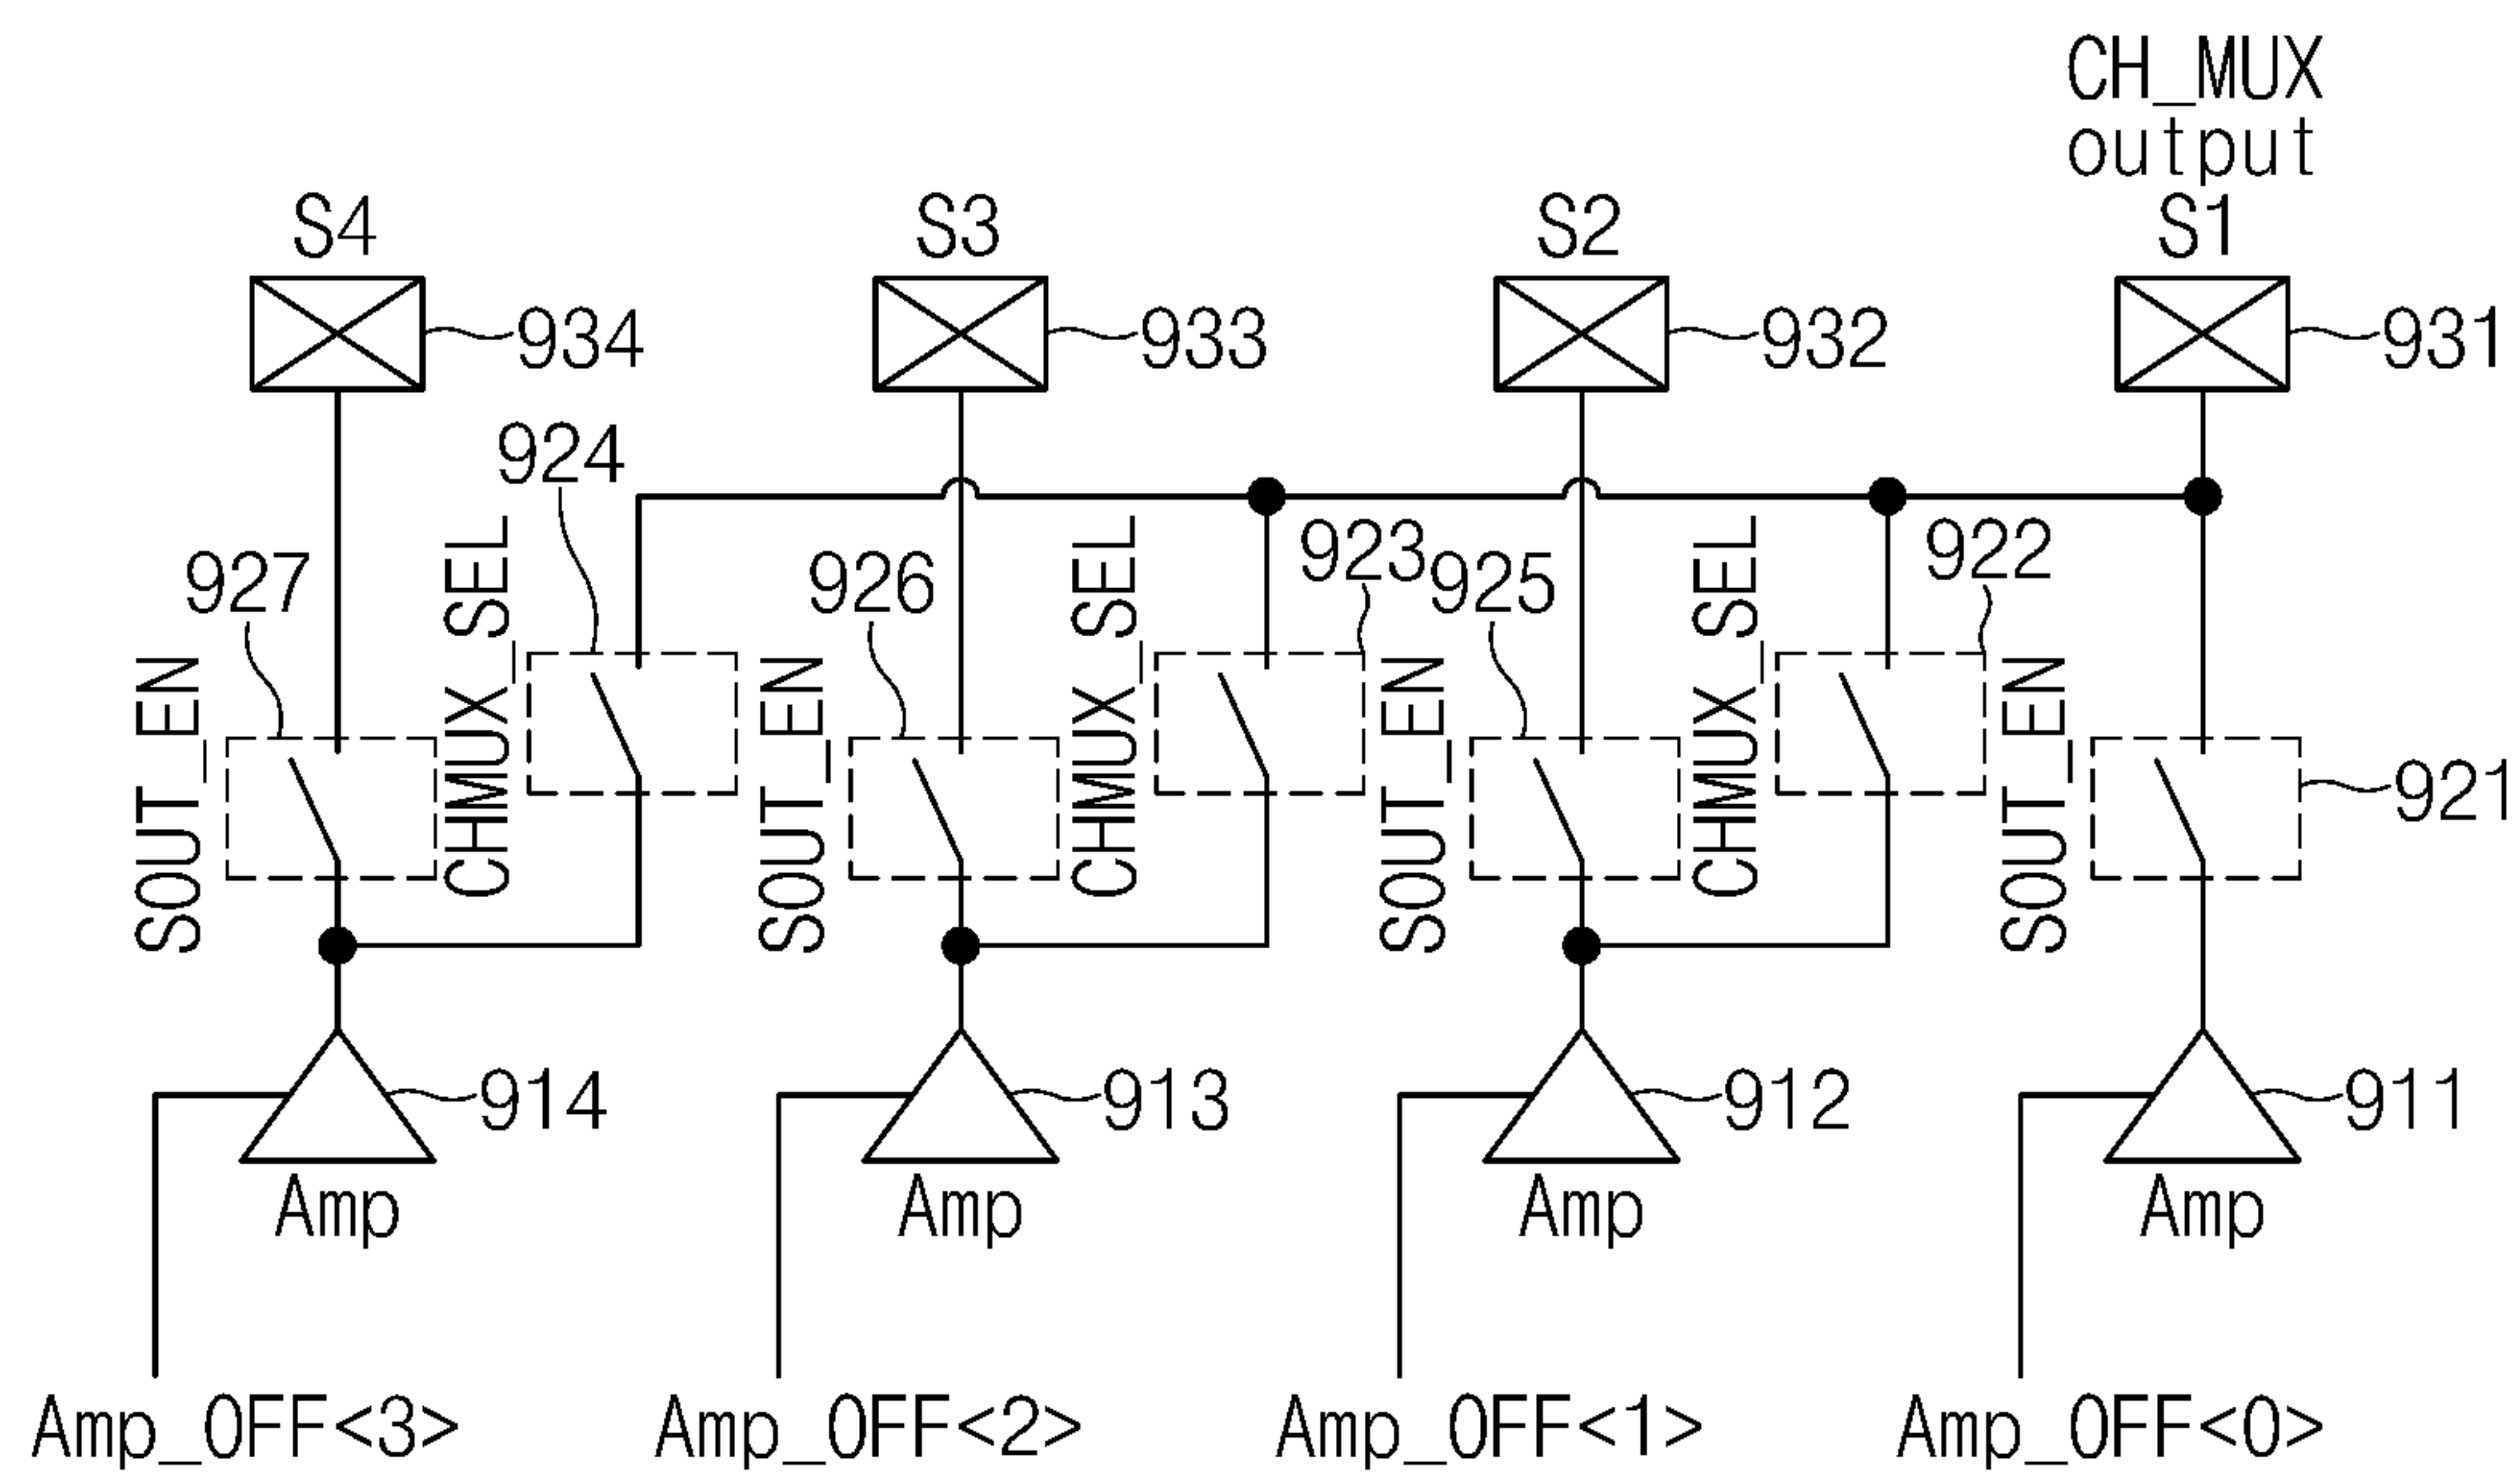 CH_MUX
output
S4
S3
S2
S1
934
933
932
931
924
927
CHMUX_SEL
926
CHMUX_SEL
923
925
CHMUX_SEL
922
SOUT_EN
SOUT_EN
SOUT_EN
SOUT_EN
921
914
913
912
911
Amp
Amp
Amp
Amp
Amp_OFF<3>
Amp_OFF<2>
Amp_OFF<1>
Amp_OFF<0>